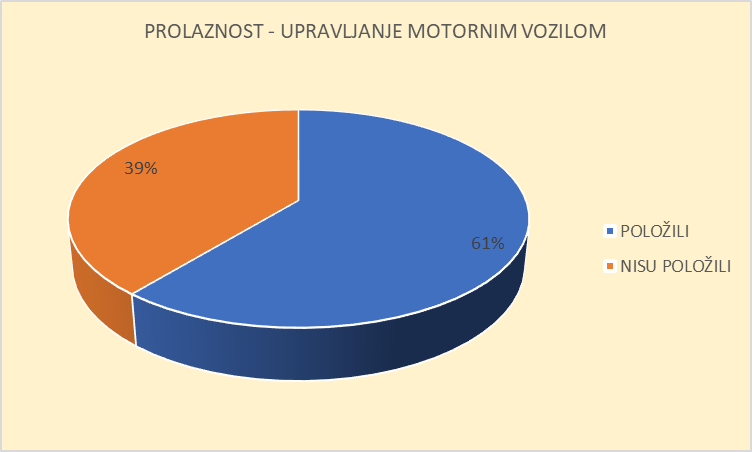 PROLAZNOST - UPRAVLJANJE MOTORNIM VOZILOM
39%
61%
POLOŽILI
NISU POLOŽILI